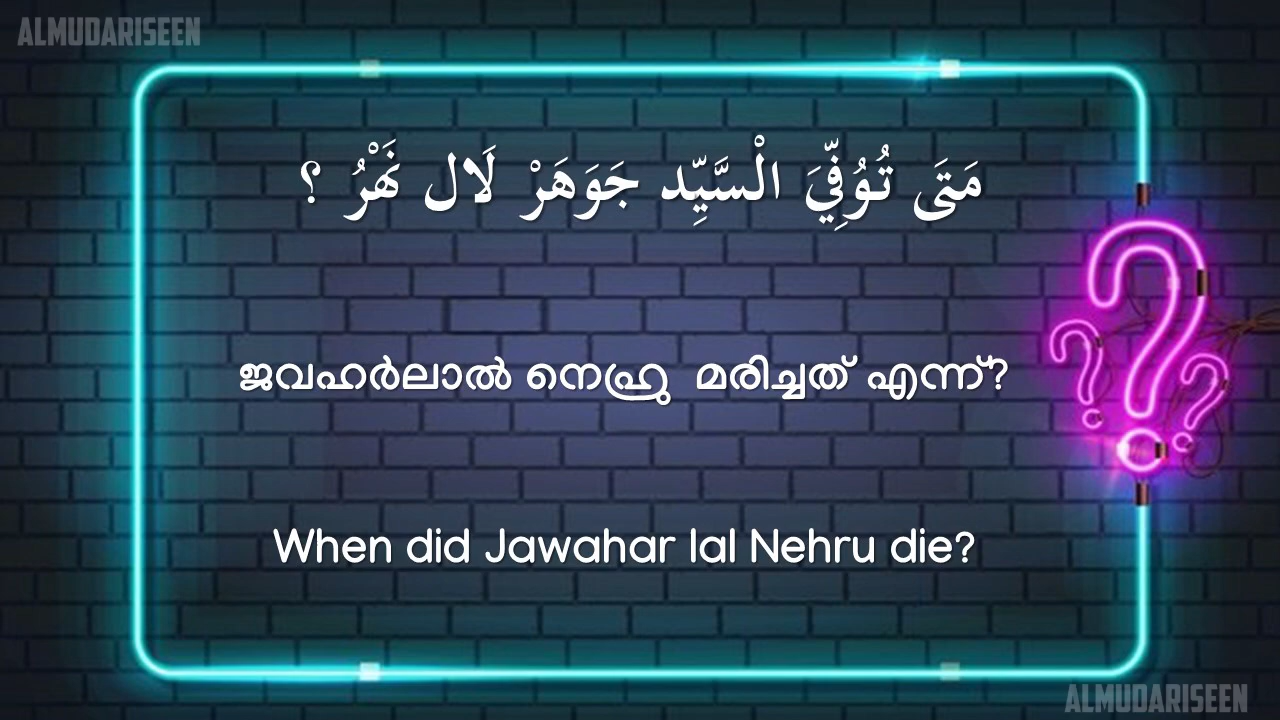 ALMUDARISEEN
مَتَى تُوُفِّيَ الْسَّيِّد جَوَهَرْ لَال نَهْرُ ؟
ജവഹർലാൽ നെഹ്രു മരിച്ചത് എന്ന്?
When did Jawahar lal Nehru die?
ALMUDARISEEN